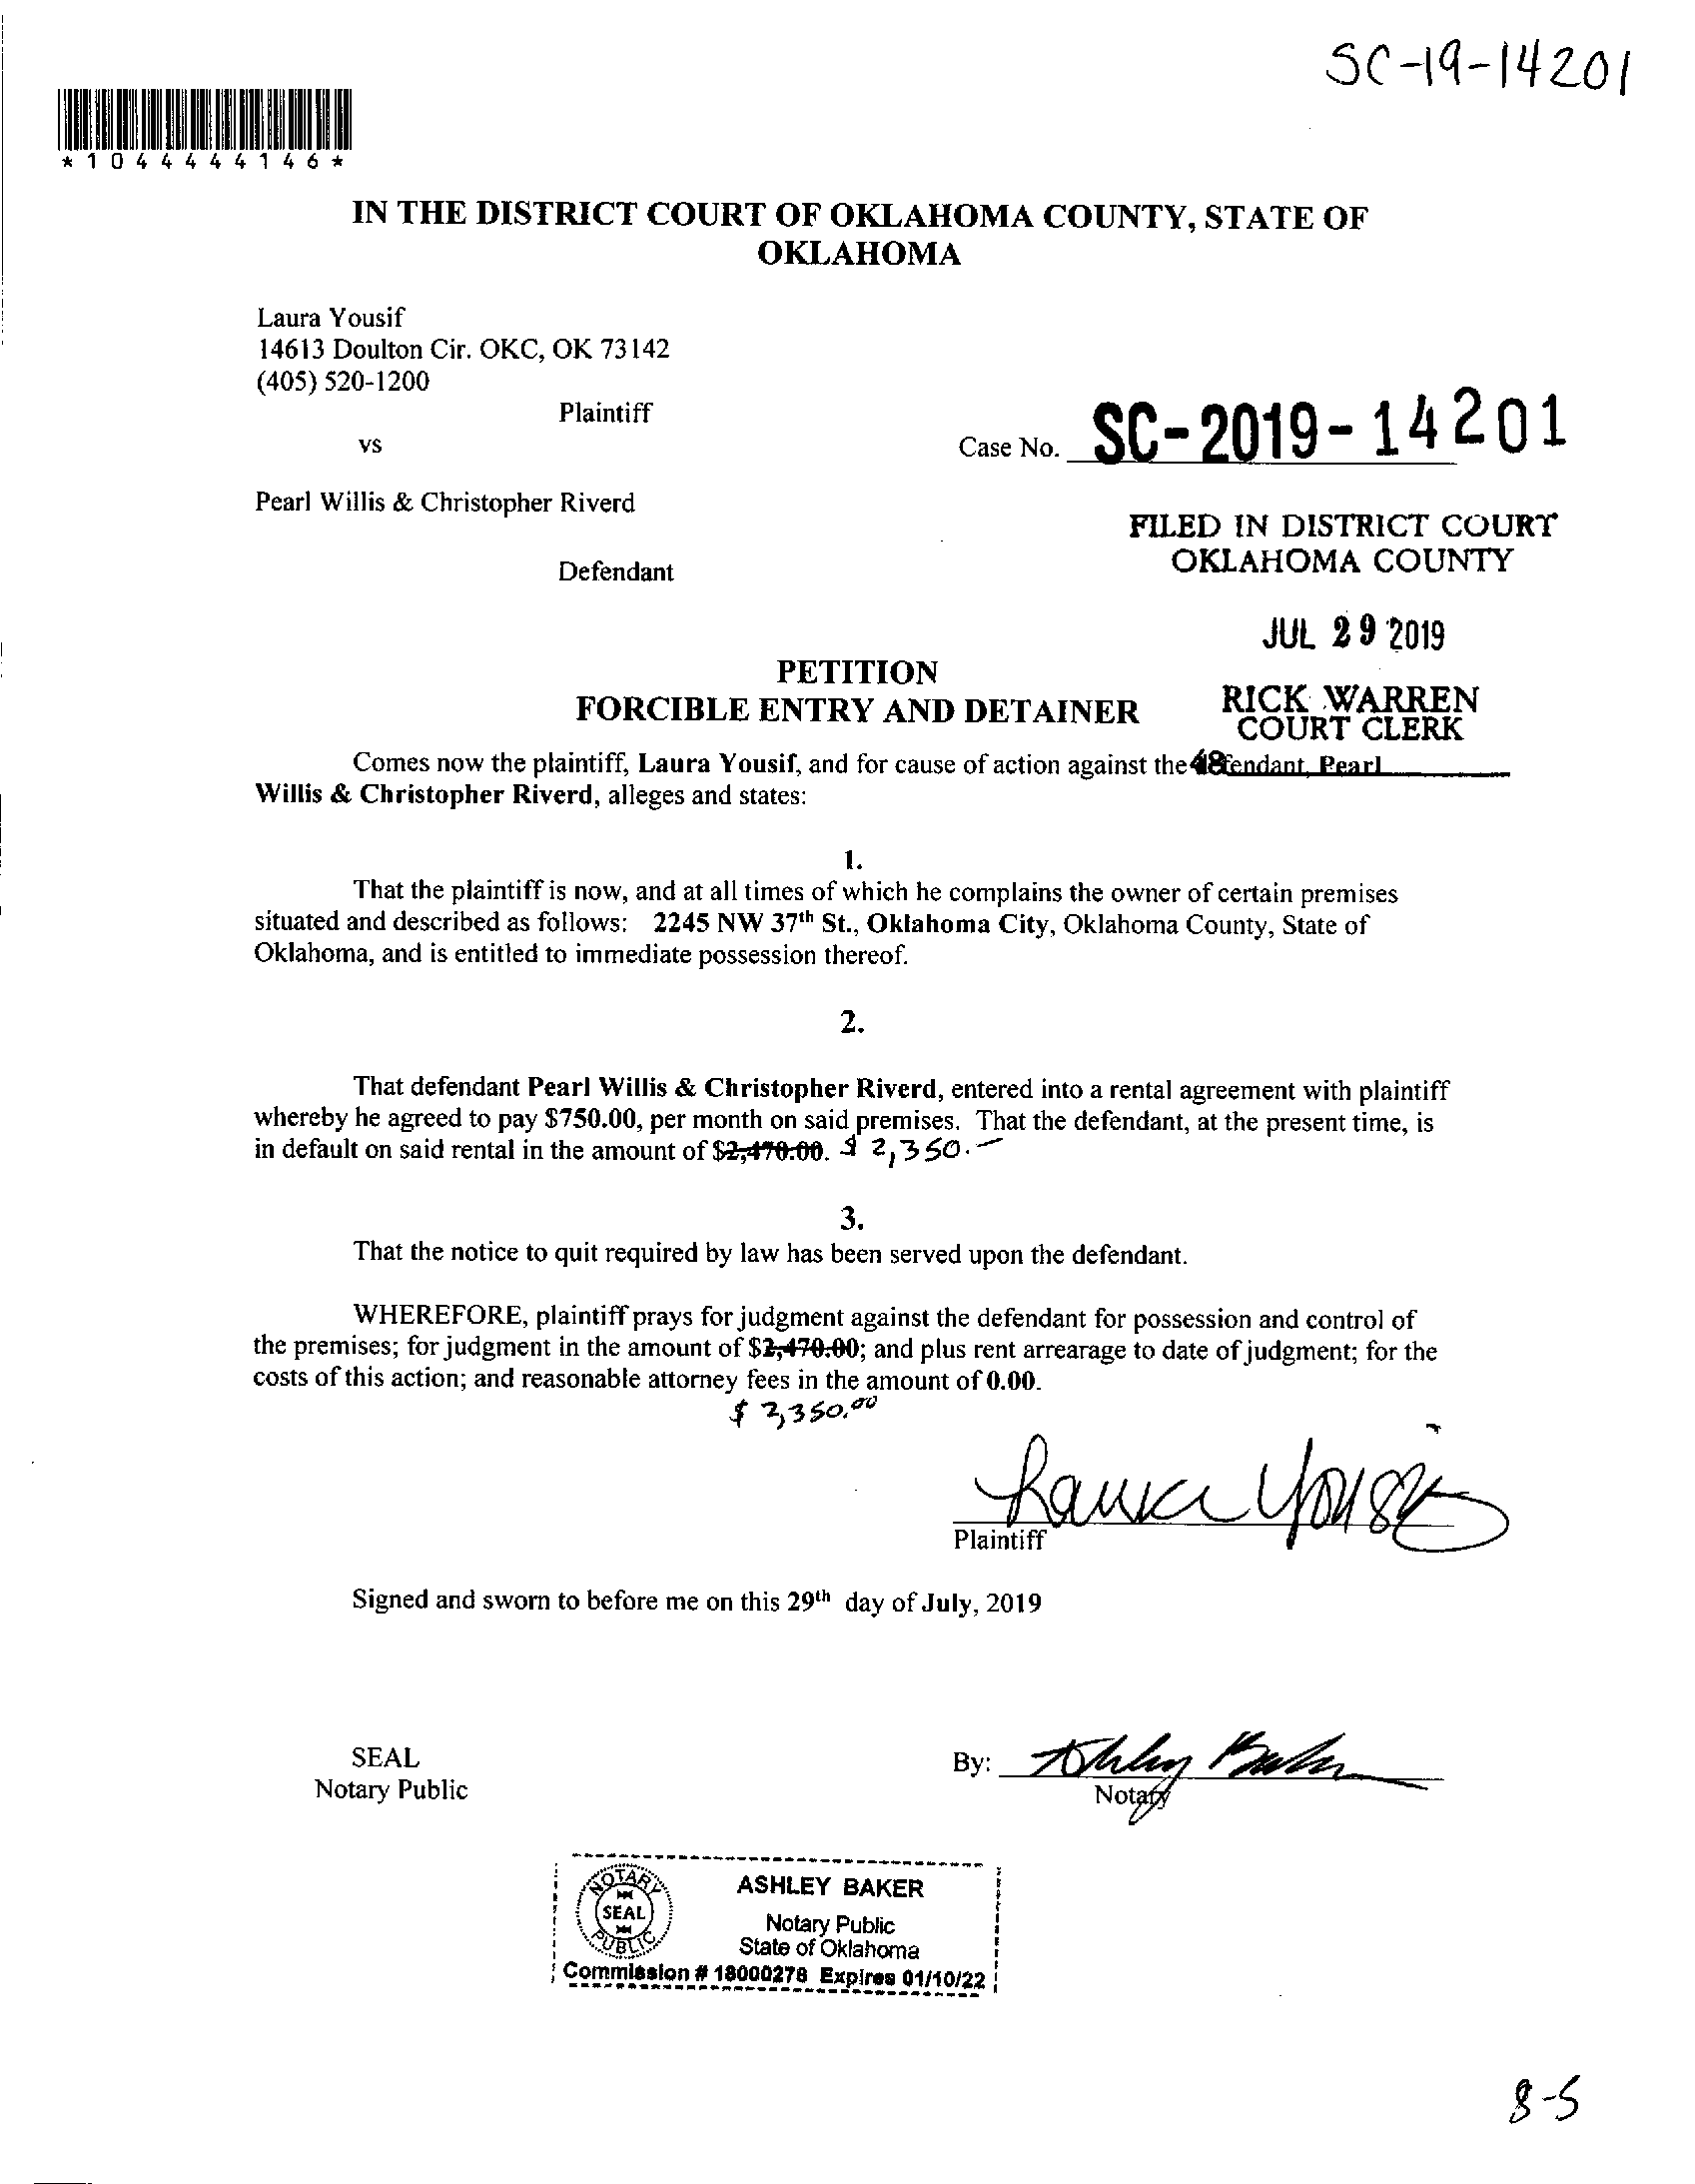 SC-19-14201
*1044444146*
IN THE DISTRICT COURT OF OKLAHOMA COUNTY, STATE OF
OKLAHOMA
Laura Yousif
14613 Doulton Cir. OKC, OK 73142
(405) 520-1200
Plaintiff
vs
Case No. SC-2019-14201
Pearl Willis & Christopher Riverd
FILED IN DISTRICT COURT
OKLAHOMA COUNTY
Defendant
JUL 29 2019
PETITION
FORCIBLE ENTRY AND DETAINER
RICK WARREN
COURT CLERK
48
Comes now the plaintiff, Laura Yousif, and for cause of action against the defendant, Pearl
Willis & Christopher Riverd, alleges and states:
1.
That the plaintiff is now, and at all times of which he complains the owner of certain premises
situated and described as follows: 2245 NW 37th St., Oklahoma City, Oklahoma County, State of
Oklahoma, and is entitled to immediate possession thereof.
2.
That defendant Pearl Willis & Christopher Riverd, entered into a rental agreement with plaintiff
whereby he agreed to pay $750.00, per month on said premises. That the defendant, at the present time, is
in default on said rental in the amount of $2,470.00. $ 2,350.-
3.
That the notice to quit required by law has been served upon the defendant.
WHEREFORE, plaintiff prays for judgment against the defendant for possession and control of
the premises; for judgment in the amount of $2,470.00; and plus rent arrearage to date of judgment; for the
costs of this action; and reasonable attorney fees in the amount of 0.00.
$ 2,350.00
Laura Yousif
Plaintiff
Signed and sworn to before me on this 29th day of July, 2019
SEAL
Notary Public
By: Ashley Baker
Notary
NOTARY
SEAL
PUBLIC
ASHLEY BAKER
Notary Public
State of Oklahoma
Commission # 18000278 Expires 01/10/22
8-5